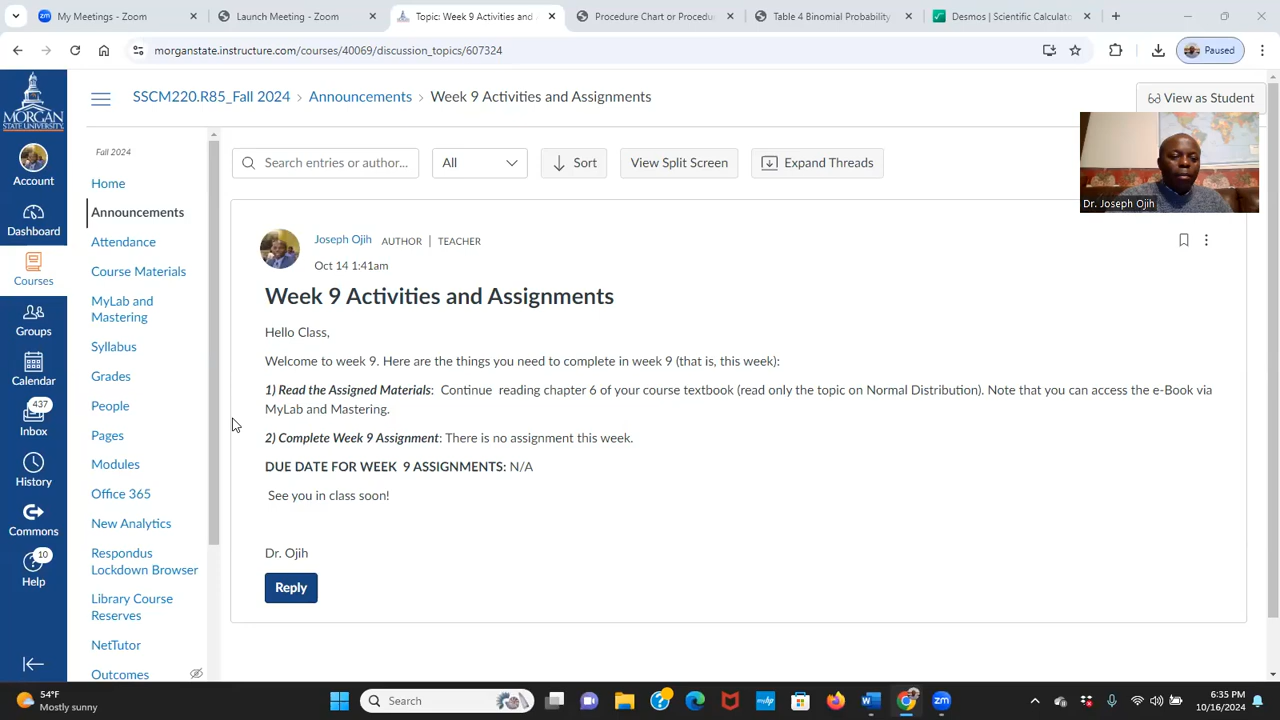 My Meetings - Zoom
Launch Meeting - Zoom
Topic: Week 9 Activities and
Procedure Chart or Procedu
Table 4 Binomial Probability
Desmos | Scientific Calculato
morganstate.instructure.com/courses/40069/discussion_topics/607324
Paused
MORGAN
STATE UNIVERSITY
Account
Dashboard
Courses
Groups
Calendar
437
Inbox
History
Commons
10
Help
SSCM220.R85_Fall 2024 › Announcements › Week 9 Activities and Assignments
View as Student
Fall 2024
Home
Announcements
Attendance
Course Materials
MyLab and
Mastering
Syllabus
Grades
People
Pages
Modules
Office 365
New Analytics
Respondus
Lockdown Browser
Library Course
Reserves
NetTutor
Outcomes
Search entries or author...
All
Sort
View Split Screen
Expand Threads
Dr. Joseph Ojih
Joseph Ojih AUTHOR | TEACHER
Oct 14 1:41am
Week 9 Activities and Assignments
Hello Class,
Welcome to week 9. Here are the things you need to complete in week 9 (that is, this week):
1) Read the Assigned Materials: Continue reading chapter 6 of your course textbook (read only the topic on Normal Distribution). Note that you can access the e-Book via
MyLab and Mastering.
2) Complete Week 9 Assignment: There is no assignment this week.
DUE DATE FOR WEEK 9 ASSIGNMENTS: N/A
See you in class soon!
Dr. Ojih
Reply
54°F
Mostly sunny
Search
6:35 PM
10/16/2024